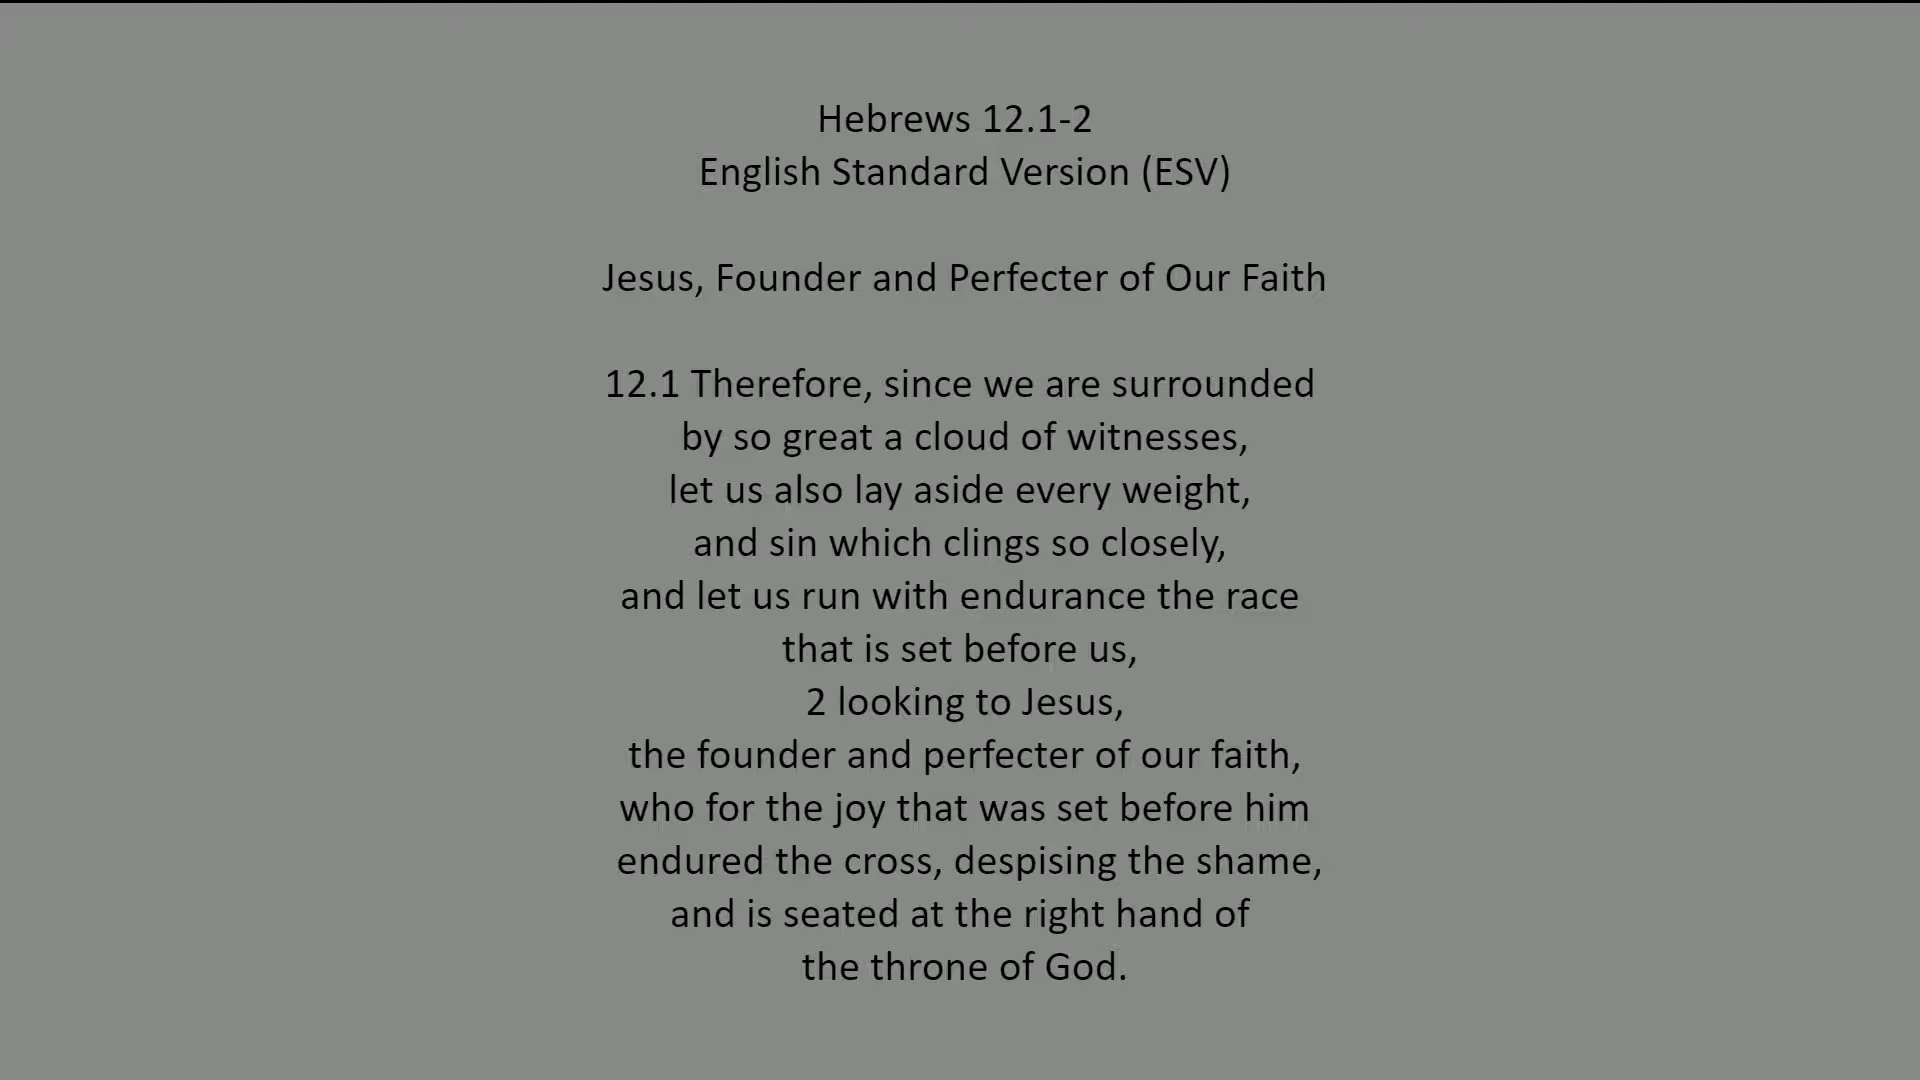 Hebrews 12.1-2
English Standard Version (ESV)
Jesus, Founder and Perfecter of Our Faith
12.1 Therefore, since we are surrounded
by so great a cloud of witnesses,
let us also lay aside every weight,
and sin which clings so closely,
and let us run with endurance the race
that is set before us,
2 looking to Jesus,
the founder and perfecter of our faith,
who for the joy that was set before him
endured the cross, despising the shame,
and is seated at the right hand of
the throne of God.